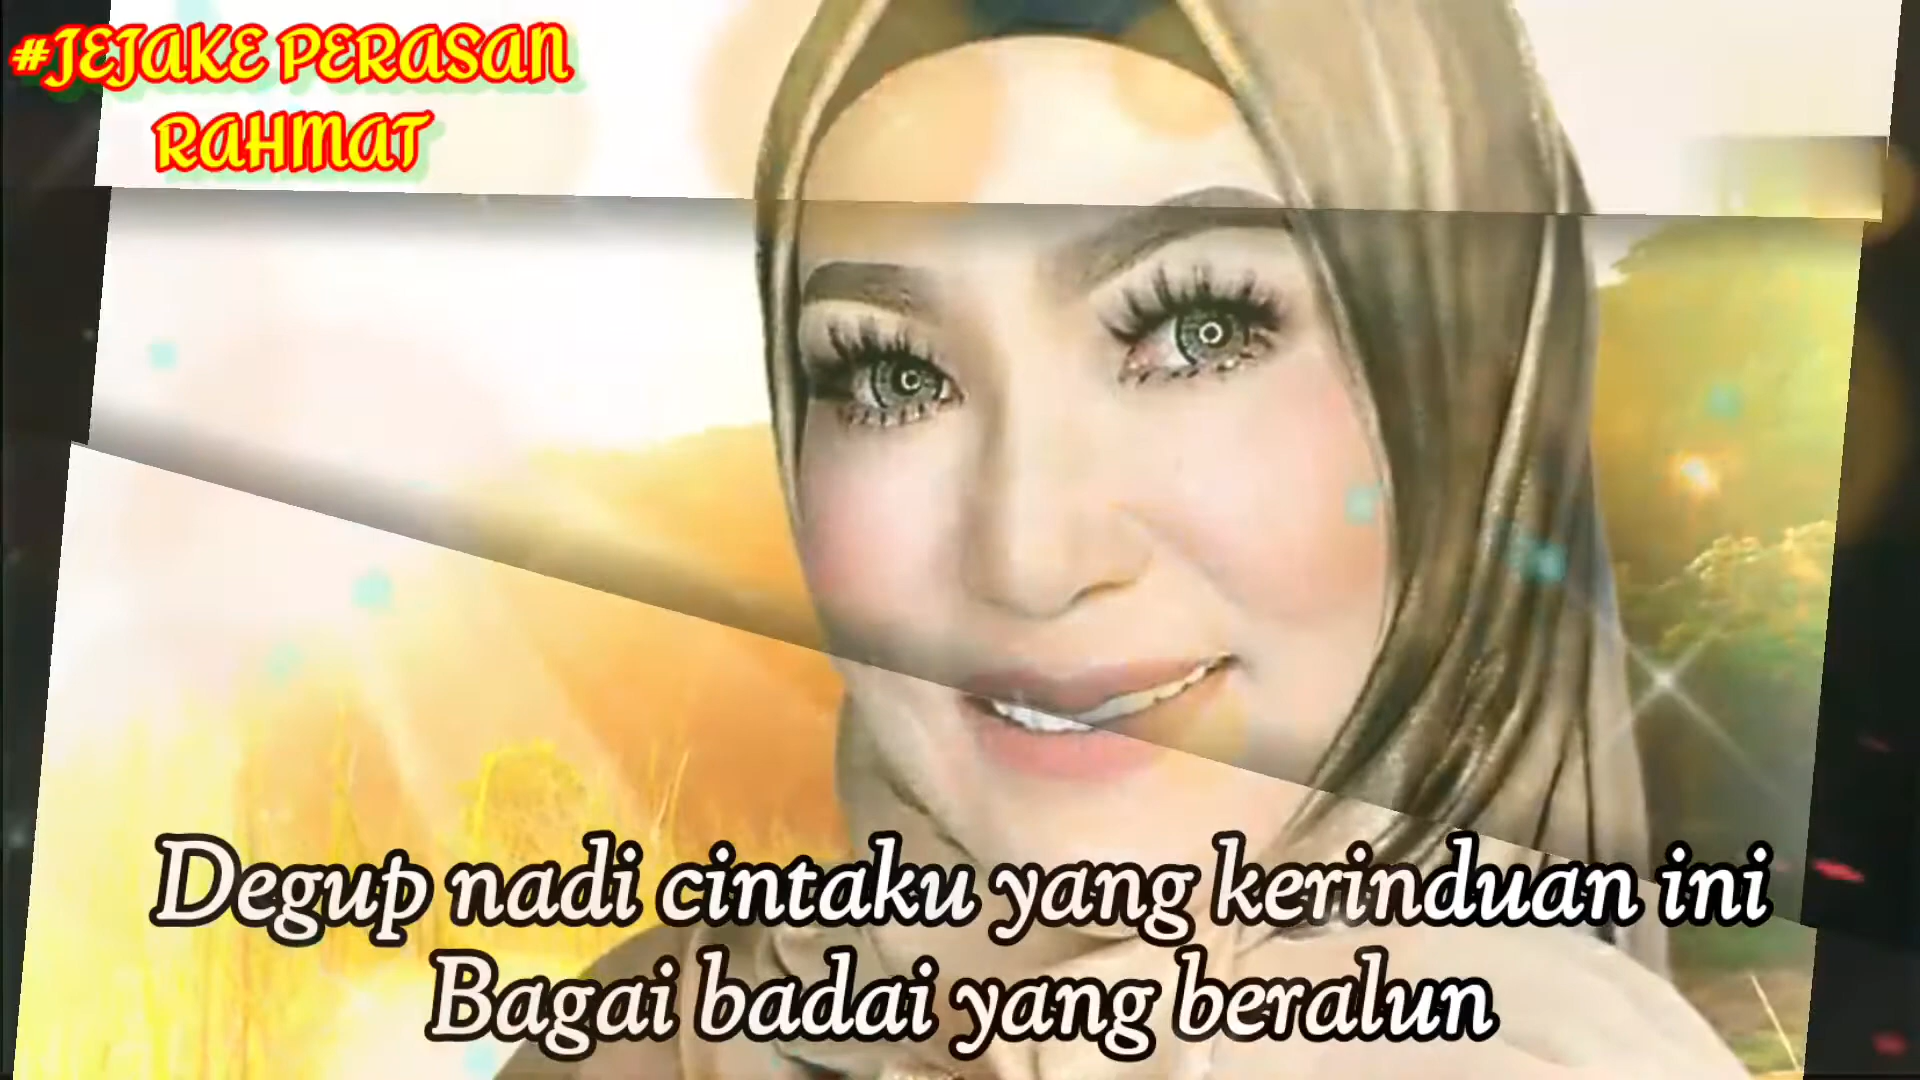 #JEJAKE PERASAN
RAHMAT
Degup nadi cintaku yang kerinduan ini
Bagai badai yang beralun